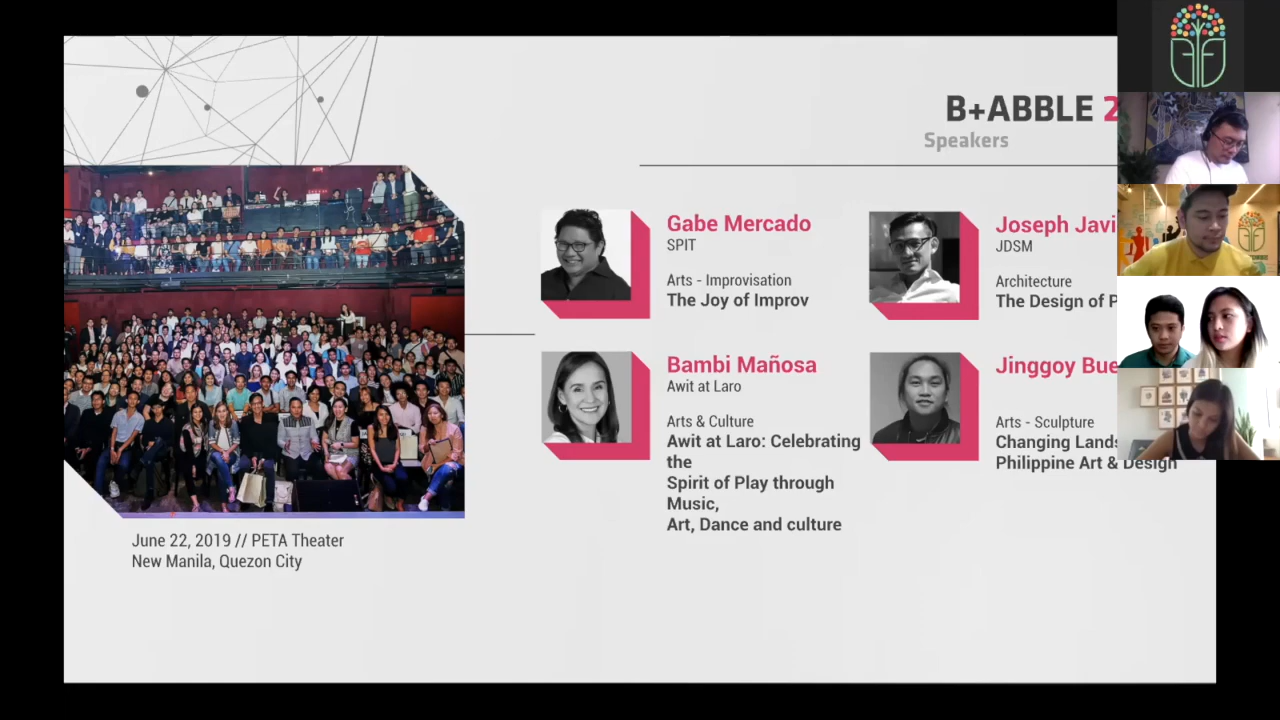 B+ABBLE 2
Speakers
Gabe Mercado
SPIT
Arts - Improvisation
The Joy of Improv
Joseph Javi
JDSM
Architecture
The Design of P
Bambi Mañosa
Awit at Laro
Arts & Culture
Awit at Laro: Celebrating
the
Spirit of Play through
Music,
Art, Dance and culture
Jinggoy Bue
Arts - Sculpture
Changing Lands
Philippine Art & Design
June 22, 2019 // PETA Theater
New Manila, Quezon City